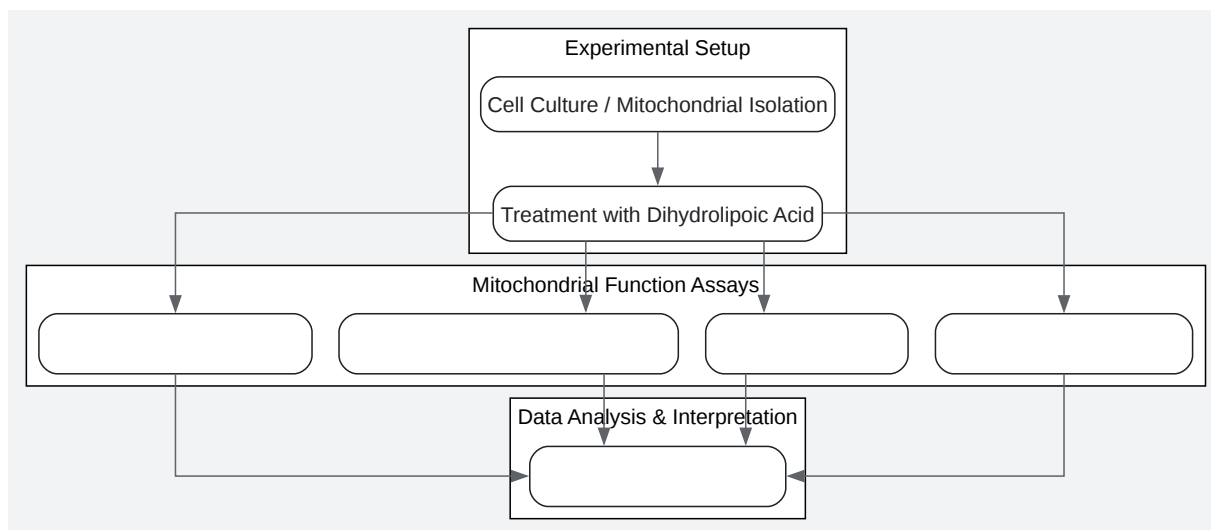 Experimental Setup
Cell Culture / Mitochondrial Isolation
Treatment with Dihydrolipoic Acid
Mitochondrial Function Assays
Data Analysis & Interpretation